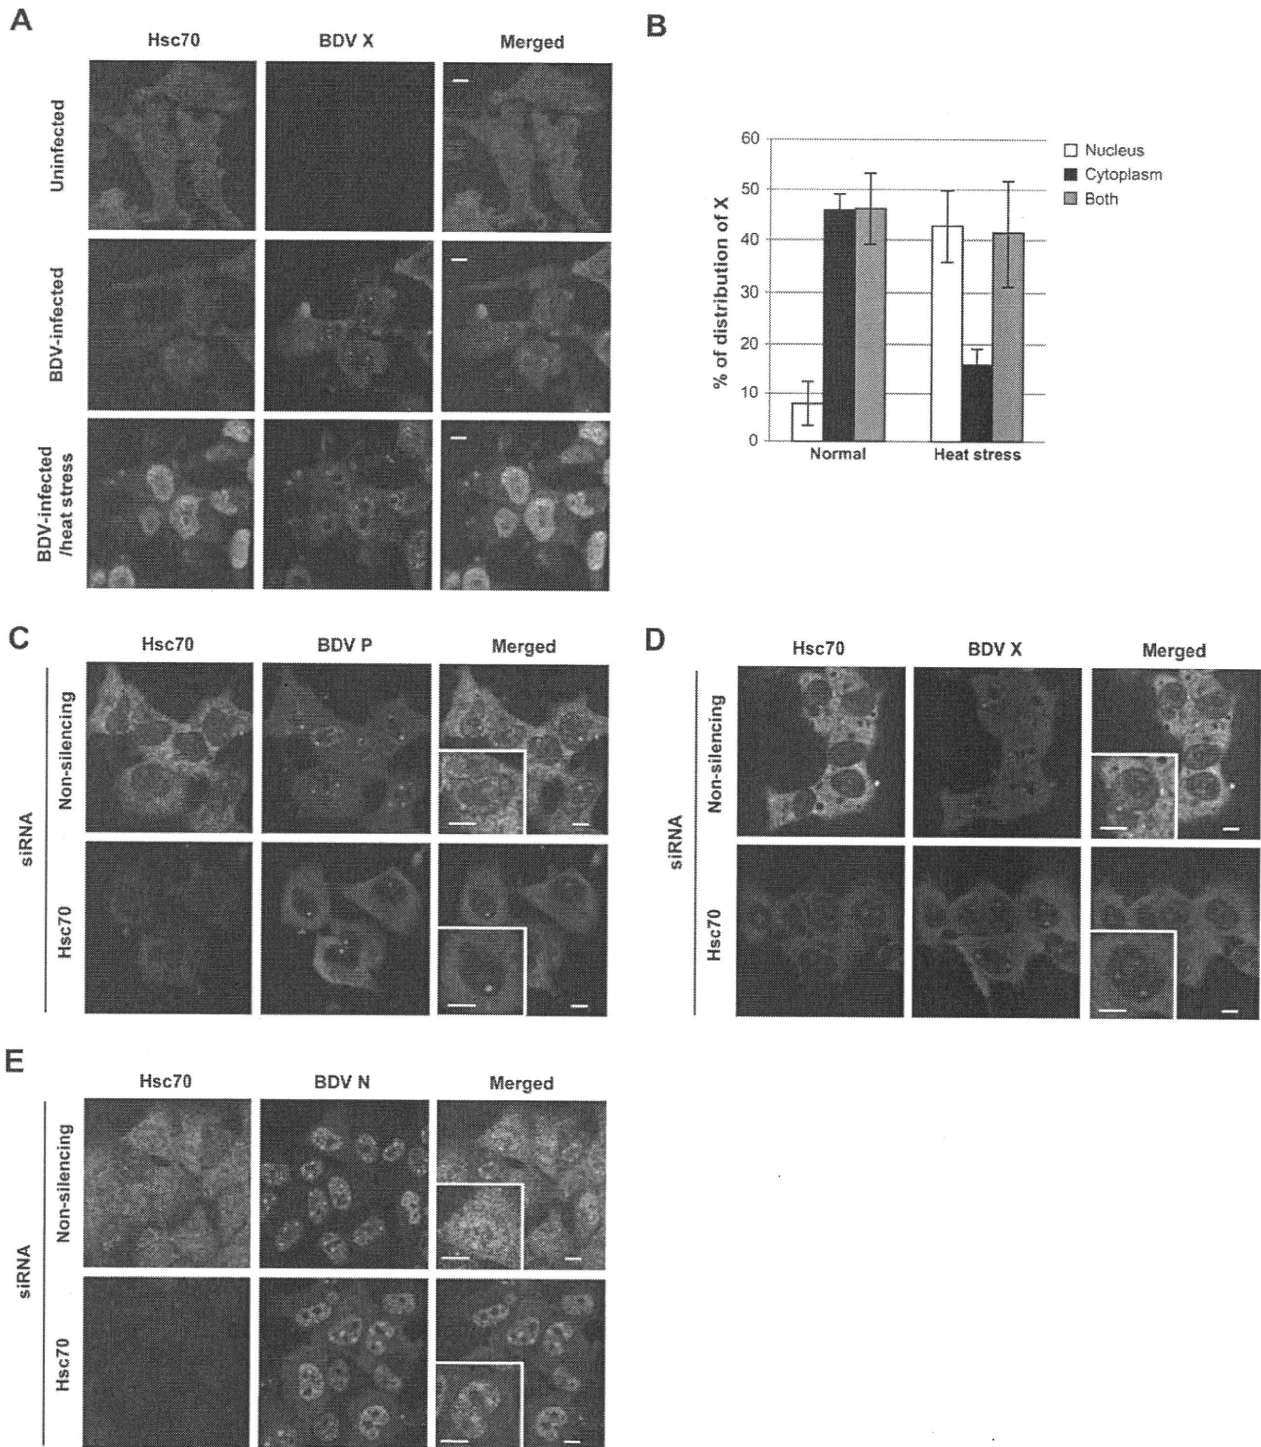 A
Hsc70 BDV X Merged
Uninfected
BDV-infected
BDV-infected
/heat stress
B
60
50
40
30
20
10
0
% of distribution of X
Normal Heat stress
Nucleus
Cytoplasm
Both
C
Hsc70 BDV P Merged
siRNA
Non-silencing
Hsc70
D
Hsc70 BDV X Merged
siRNA
Non-silencing
Hsc70
E
Hsc70 BDV N Merged
siRNA
Non-silencing
Hsc70